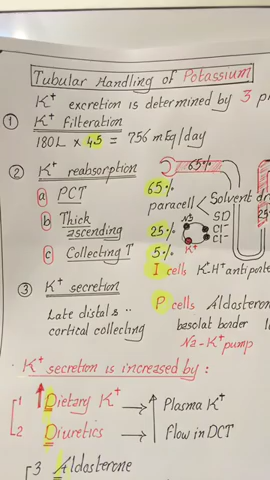 Tubular Handling of Potassium
K+ excretion is determined by 3
① K+ filteration
180L x 4.5 = 756 mEq/day
② K+ reabsorption
65%
a PCT 65%
paracell < Solvent
SD
b Thick ascending 25% Na K+ Cl- Cl-
c Collecting T 5%
I cells K-H antiporte
③ K+ secretion
P cells Aldosteron
Late distal & .. basolat border
cortical collecting Na-K+ pump
K+ secretion is increased by :
1 ↑ Dietary K+ → ↑ Plasma K+
2 Diuretics → Flow in DCT
3 Aldosterone